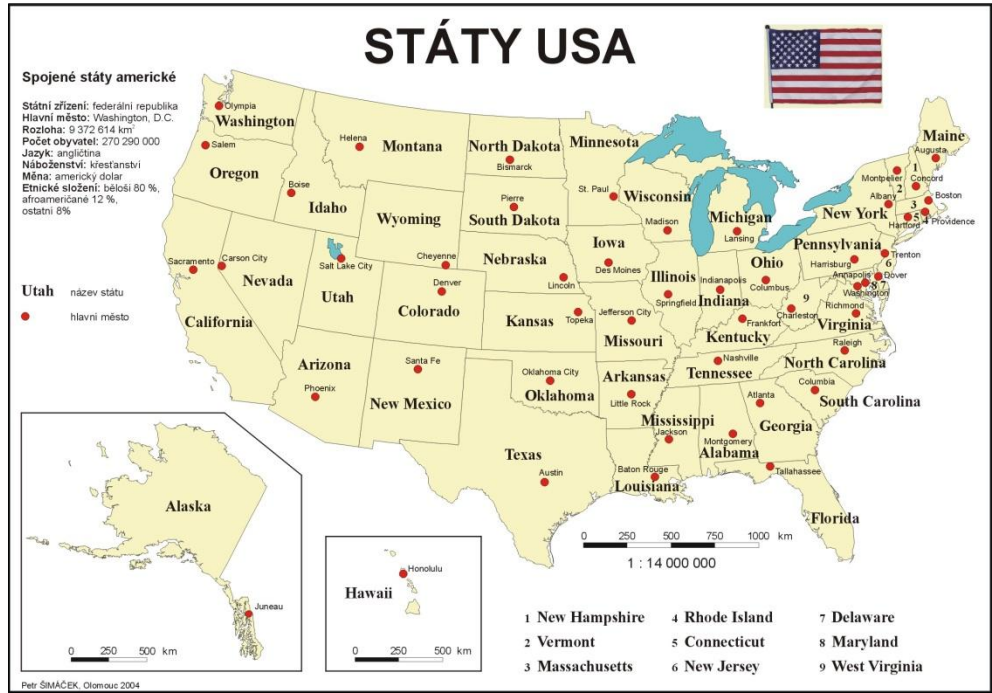 STÁTY USA
Spojené státy americké
Státní zřízení: federální republika
Hlavní město: Washington, D.C.
Rozloha: 9 372 614 km²
Počet obyvatel: 270 290 000
Jazyk: angličtina
Náboženství: křesťanství
Měna: americký dolar
Etnické složení: běloši 80 %,
afroameričané 12 %,
ostatní 8%
Utah název státu
hlavní město
Olympia
Washington
Salem
Oregon
Boise
Idaho
Helena
Montana
Wyoming
Cheyenne
North Dakota
Bismarck
Pierre
South Dakota
Minnesota
St. Paul
Wisconsin
Madison
Michigan
Lansing
Maine
Augusta
Montpelier
1
Concord
2
Albany
3
Boston
New York
5
4
Hartford
Providence
Sacramento
Carson City
Nevada
California
Salt Lake City
Utah
Denver
Colorado
Nebraska
Lincoln
Iowa
Des Moines
Illinois
Springfield
Indianapolis
Indiana
Ohio
Columbus
Pennsylvania
Harrisburg
Trenton
6
Annapolis
Dover
8
7
Washington
9
Charleston
Richmond
Virginia
Kansas
Topeka
Jefferson City
Missouri
Frankfort
Kentucky
Raleigh
North Carolina
Arizona
Phoenix
Santa Fe
New Mexico
Oklahoma City
Oklahoma
Arkansas
Little Rock
Nashville
Tennessee
Columbia
South Carolina
Mississippi
Jackson
Atlanta
Georgia
Montgomery
Alabama
Texas
Austin
Baton Rouge
Louisiana
Tallahassee
Florida
Alaska
Juneau
0 250 500 km
Honolulu
Hawaii
0 250 500 km
0 250 500 750 1000 km
1 : 14 000 000
1 New Hampshire
2 Vermont
3 Massachusetts
4 Rhode Island
5 Connecticut
6 New Jersey
7 Delaware
8 Maryland
9 West Virginia
Petr ŠIMÁČEK, Olomouc 2004